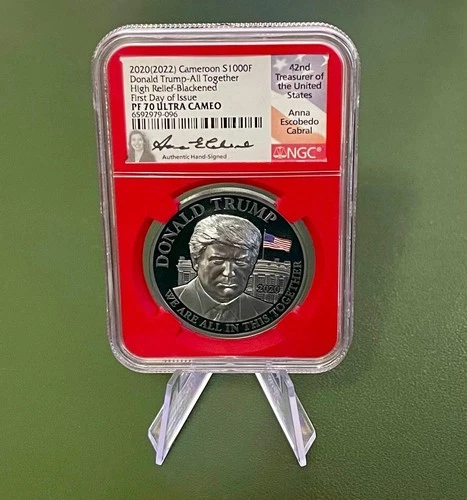 2020(2022) Cameroon S1000F
Donald Trump-All Together
High Relief-Blackened
First Day of Issue
PF 70 ULTRA CAMEO
6592979-096
Authentic Hand-Signed
42nd
Treasurer of
the United
States
Anna
Escobedo
Cabral
NGC
DONALD TRUMP
2020
WE ARE ALL IN THIS TOGETHER